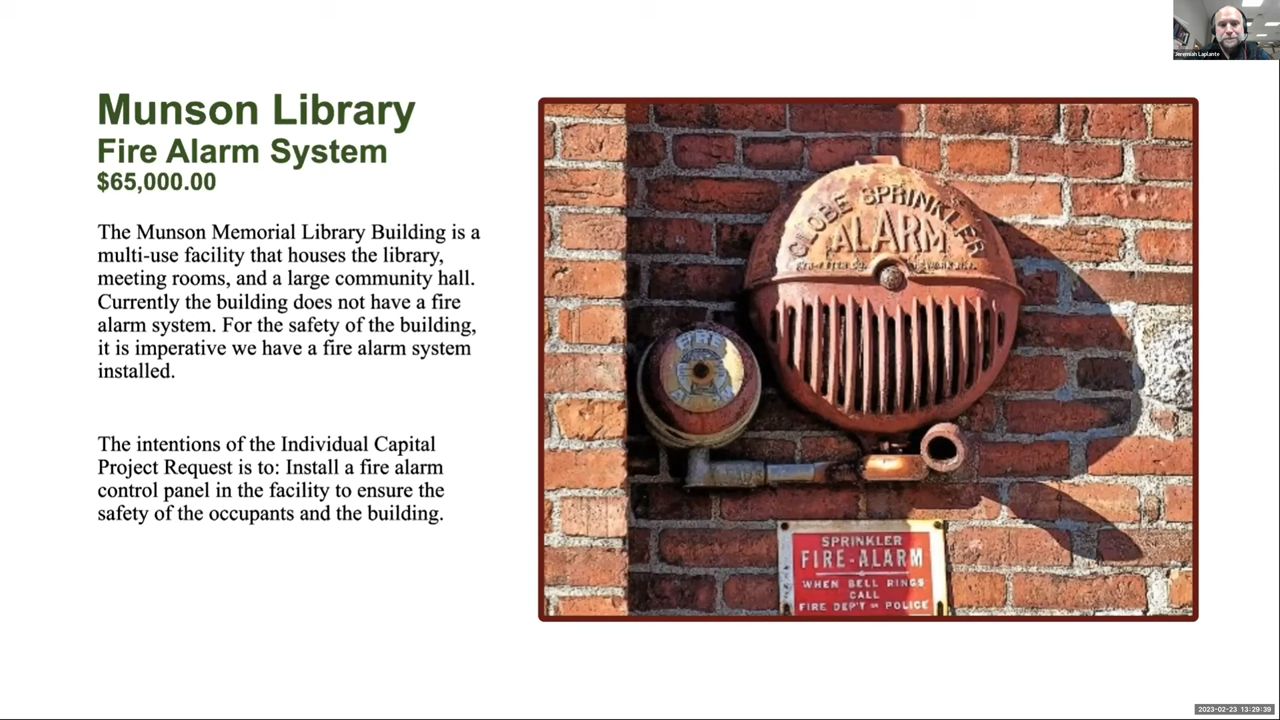 Jeremiah Laplante
Munson Library
Fire Alarm System
$65,000.00
The Munson Memorial Library Building is a
multi-use facility that houses the library,
meeting rooms, and a large community hall.
Currently the building does not have a fire
alarm system. For the safety of the building,
it is imperative we have a fire alarm system
installed.
The intentions of the Individual Capital
Project Request is to: Install a fire alarm
control panel in the facility to ensure the
safety of the occupants and the building.
GLOBE SPRINKLER
ALARM
FIRE
SPRINKLER
FIRE-ALARM
WHEN BELL RINGS
CALL
FIRE DEP'T OR POLICE
2023-02-23 13:29:39